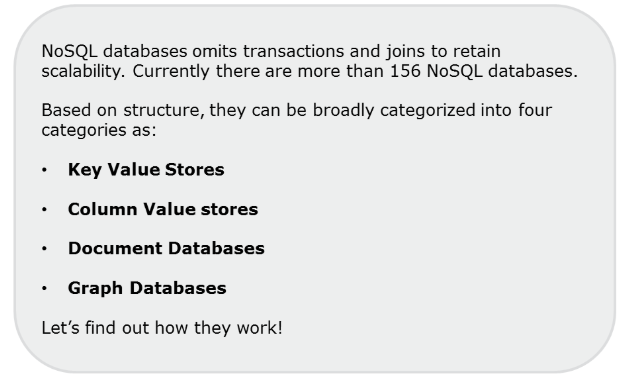 NoSQL databases omits transactions and joins to retain
scalability. Currently there are more than 156 NoSQL databases.
Based on structure, they can be broadly categorized into four
categories as:
• Key Value Stores
• Column Value stores
• Document Databases
• Graph Databases
Let's find out how they work!